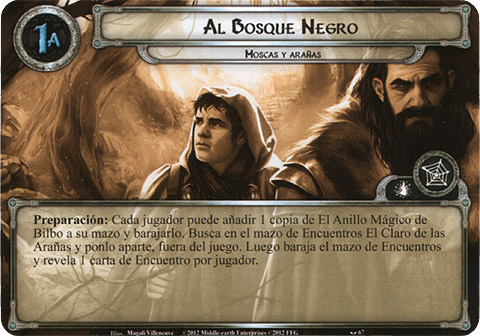 1A
AL BOSQUE NEGRO
MOSCAS Y ARAÑAS
Preparación: Cada jugador puede añadir 1 copia de El Anillo Mágico de
Bilbo a su mazo y barajarlo. Busca en el mazo de Encuentros El Claro de las
Arañas y ponlo aparte, fuera del juego. Luego baraja el mazo de Encuentros
y revela 1 carta de Encuentro por jugador.
Illus. Magali Villeneuve ©2012 Middle-earth Enterprises ©2012 FFG 67